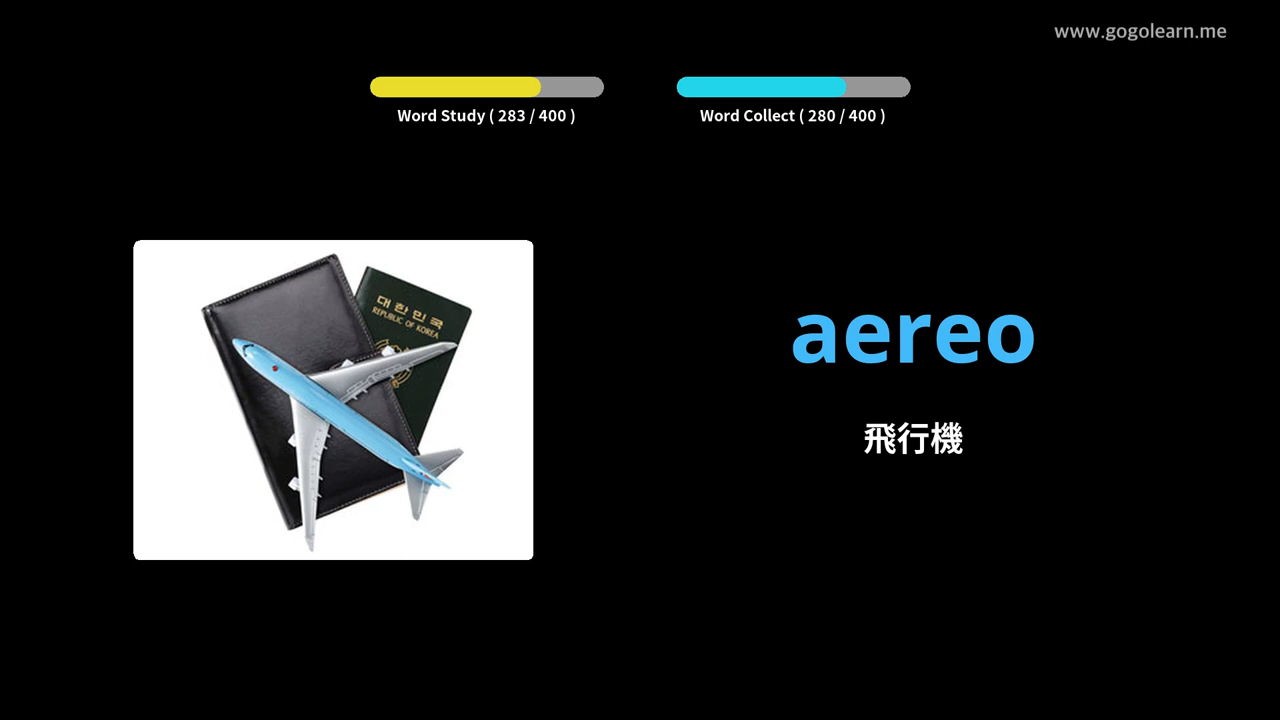 www.gogolearn.me
Word Study ( 283 / 400 )
Word Collect ( 280 / 400 )
대한민국
REPUBLIC OF KOREA
aereo
飛行機